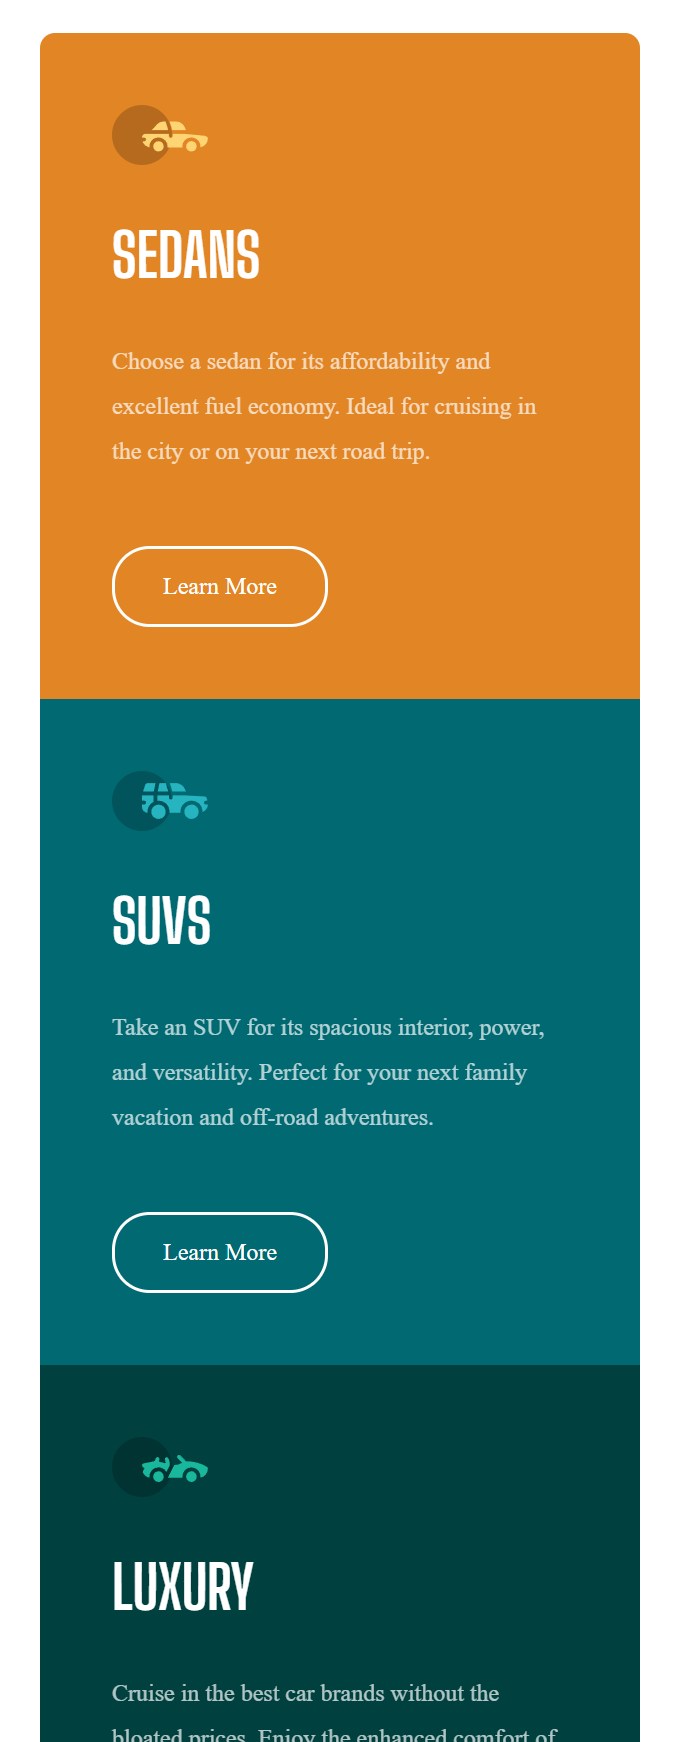 SEDANS
Choose a sedan for its affordability and
excellent fuel economy. Ideal for cruising in
the city or on your next road trip.
Learn More
SUVS
Take an SUV for its spacious interior, power,
and versatility. Perfect for your next family
vacation and off-road adventures.
Learn More
LUXURY
Cruise in the best car brands without the
bloated prices. Enjoy the enhanced comfort of